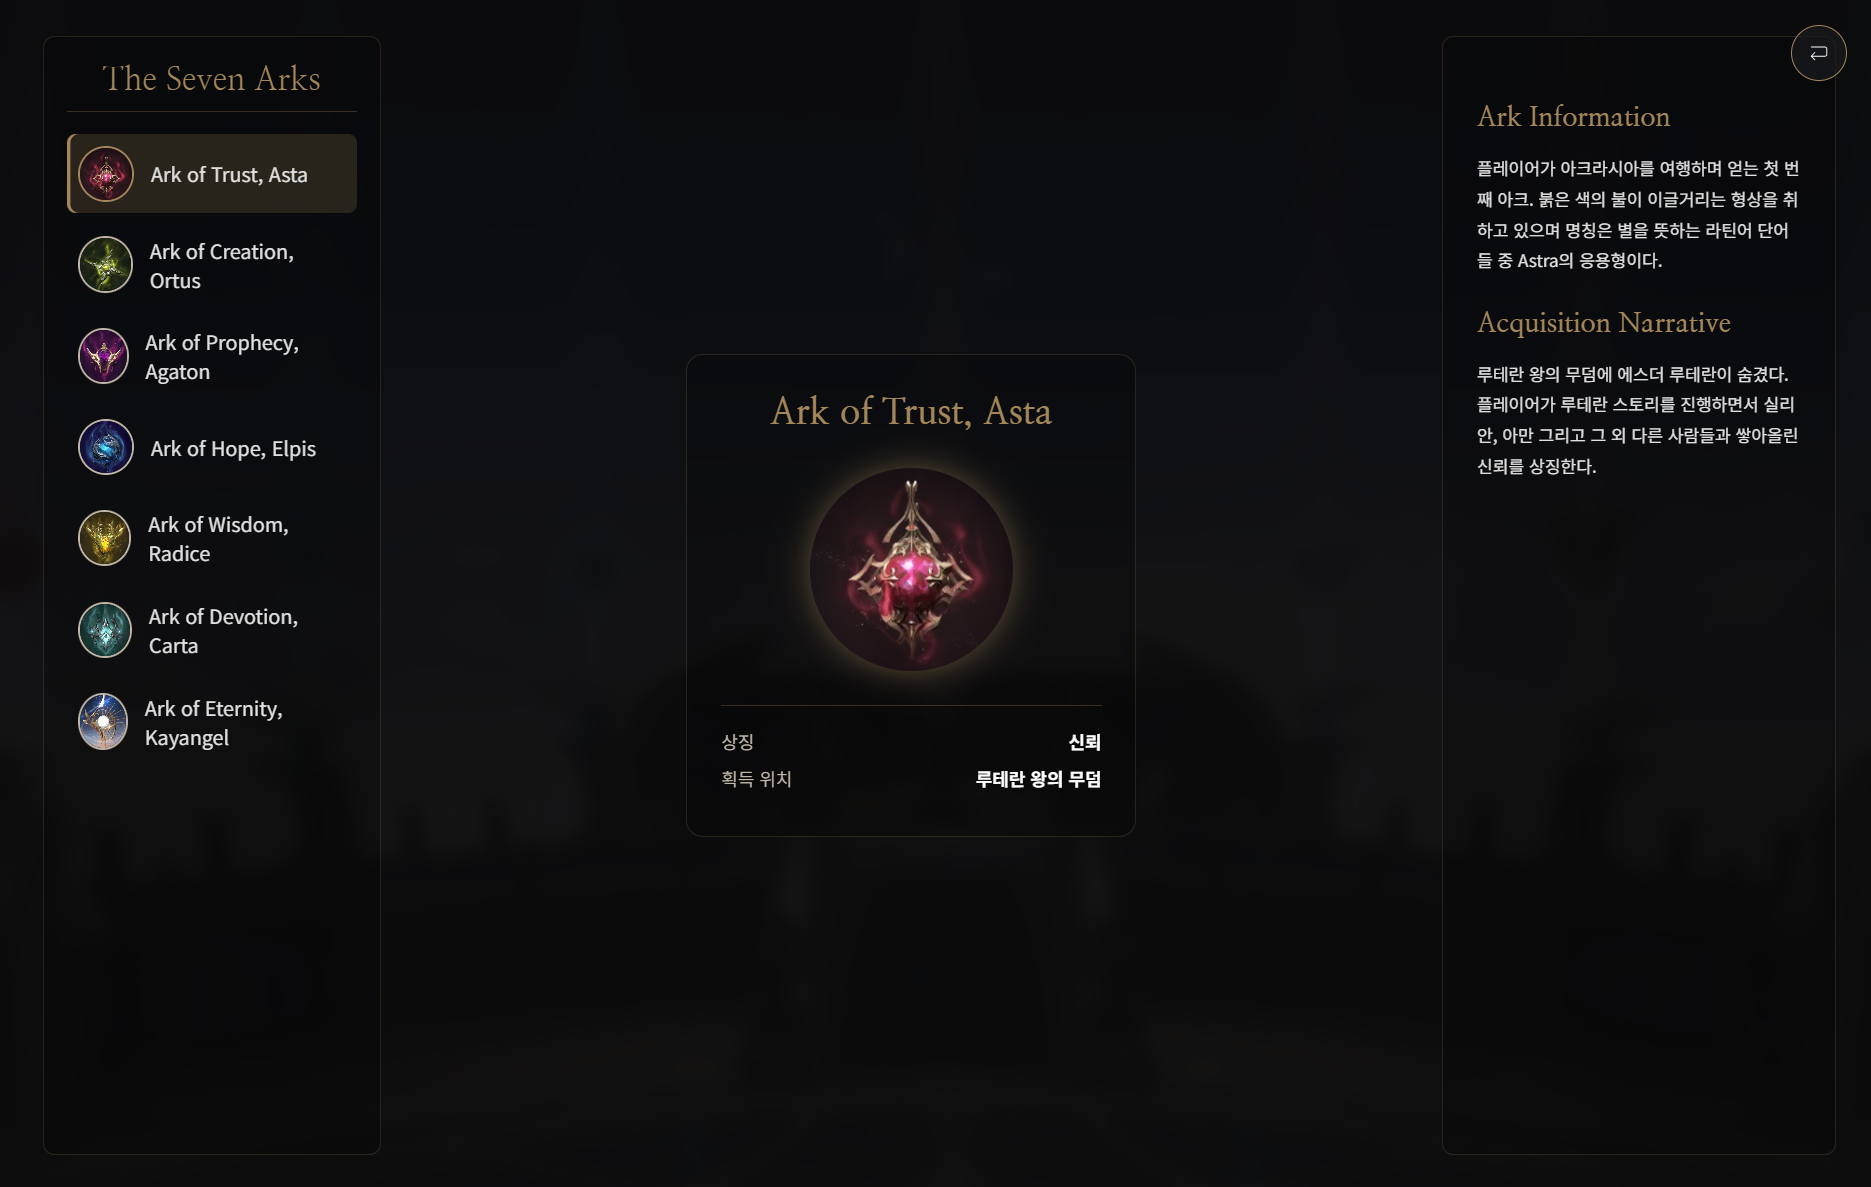 The Seven Arks
Ark of Trust, Asta
Ark of Creation,
Ortus
Ark of Prophecy,
Agaton
Ark of Hope, Elpis
Ark of Wisdom,
Radice
Ark of Devotion,
Carta
Ark of Eternity,
Kayangel
Ark of Trust, Asta
상징 신뢰
획득 위치 루테란 왕의 무덤
Ark Information
플레이어가 아크라시아를 여행하며 얻는 첫 번
째 아크. 붉은 색의 불이 이글거리는 형상을 취
하고 있으며 명칭은 별을 뜻하는 라틴어 단어
들 중 Astra의 응용형이다.
Acquisition Narrative
루테란 왕의 무덤에 에스더 루테란이 숨겼다.
플레이어가 루테란 스토리를 진행하면서 실리
안, 아만 그리고 그 외 다른 사람들과 쌓아올린
신뢰를 상징한다.